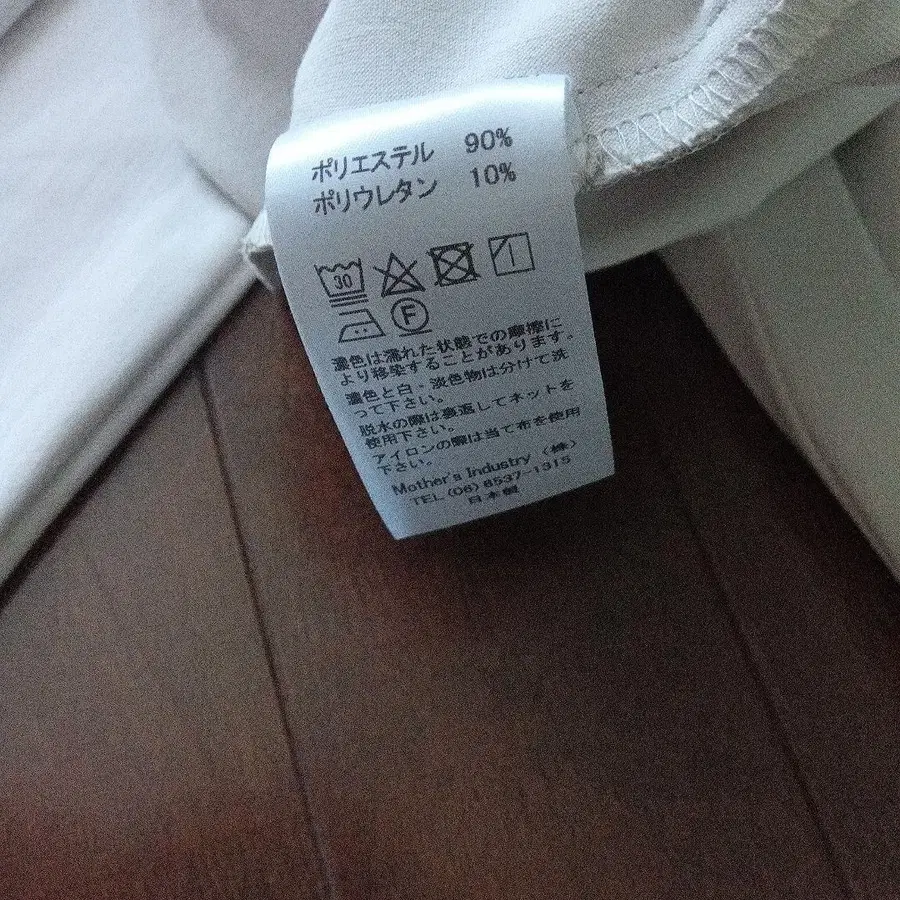 ポリエステル 90%
ポリウレタン 10%
30
F
濃色は濡れた状態での摩擦に
より移染することがあります。
濃色と白・淡色物は分けて洗
って下さい。
脱水の際は裏返してネットを
使用下さい。
アイロンの際は当て布を使用
下さい。
Mother's Industry (株)
TEL (06) 6537-1315
日本製